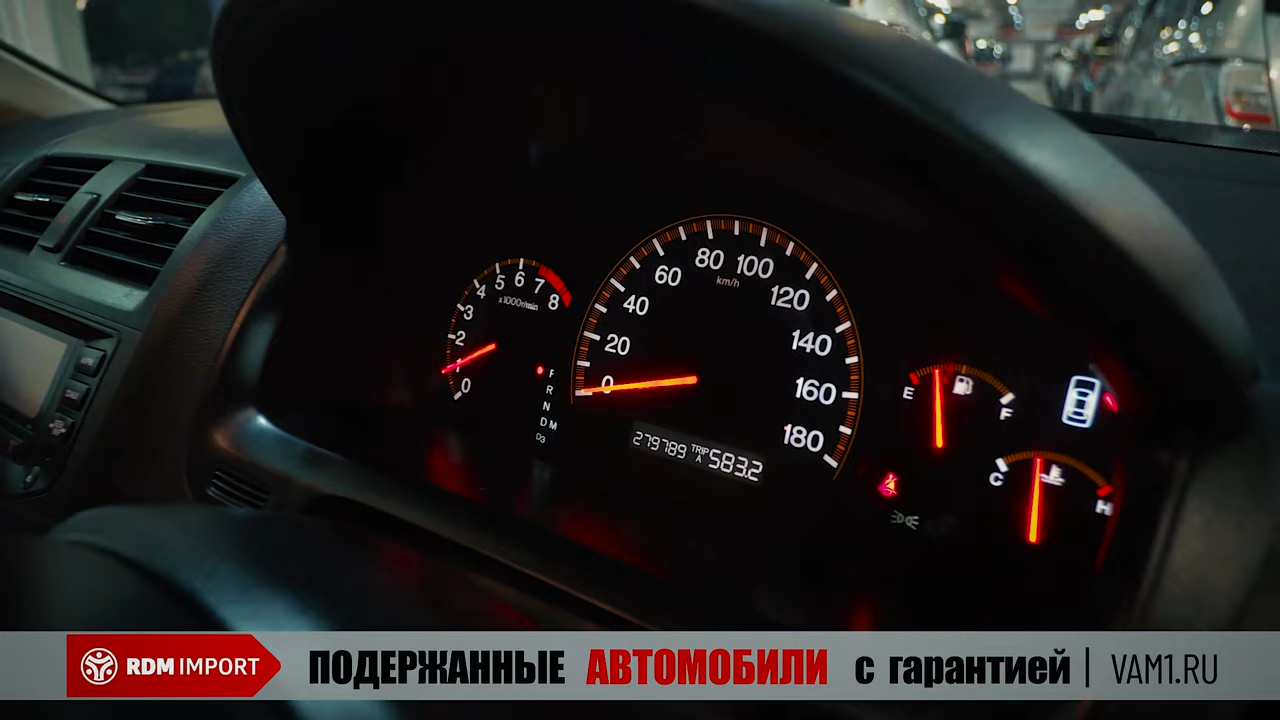 0 1 2 3 4 5 6 7 8
x1000r/min
P
R
N
D M
D3
0 20 40 60 80 100 120 140 160 180
km/h
279789 TRIP A 583.2
E F
C H
RDM IMPORT
ПОДЕРЖАННЫЕ АВТОМОБИЛИ с гарантией | VAM1.RU